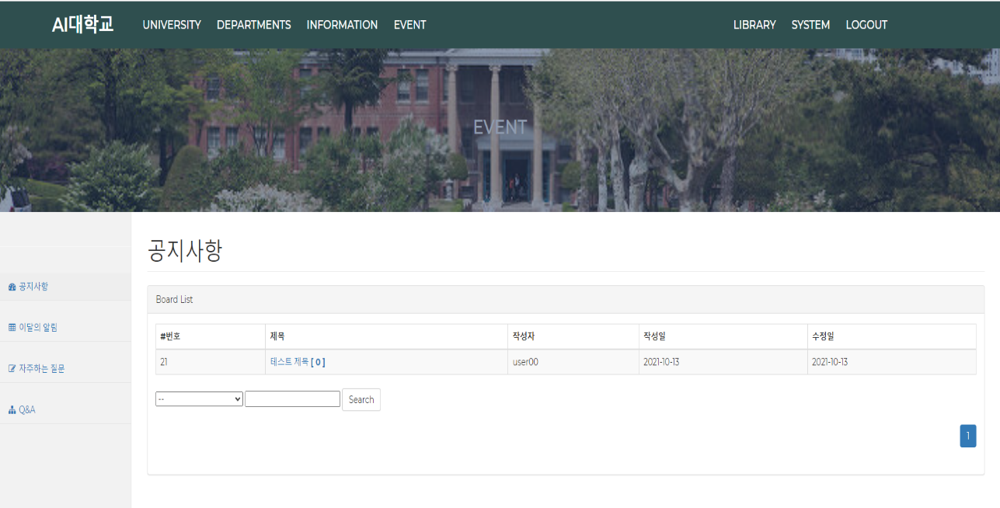 AI대학교 UNIVERSITY DEPARTMENTS INFORMATION EVENT LIBRARY SYSTEM LOGOUT
EVENT
공지사항
이달의 알림
자주하는 질문
Q&A
공지사항
Board List
#번호 제목 작성자 작성일 수정일
21 테스트 제목 [ 0 ] user00 2021-10-13 2021-10-13
-- Search
1